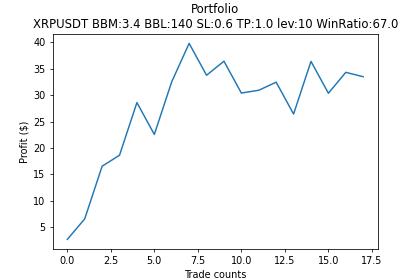 Portfolio
XRPUSDT BBM:3.4 BBL:140 SL:0.6 TP:1.0 lev:10 WinRatio:67.0
40
35
30
25
20
15
10
5
Profit ($)
0.0 2.5 5.0 7.5 10.0 12.5 15.0 17.5
Trade counts